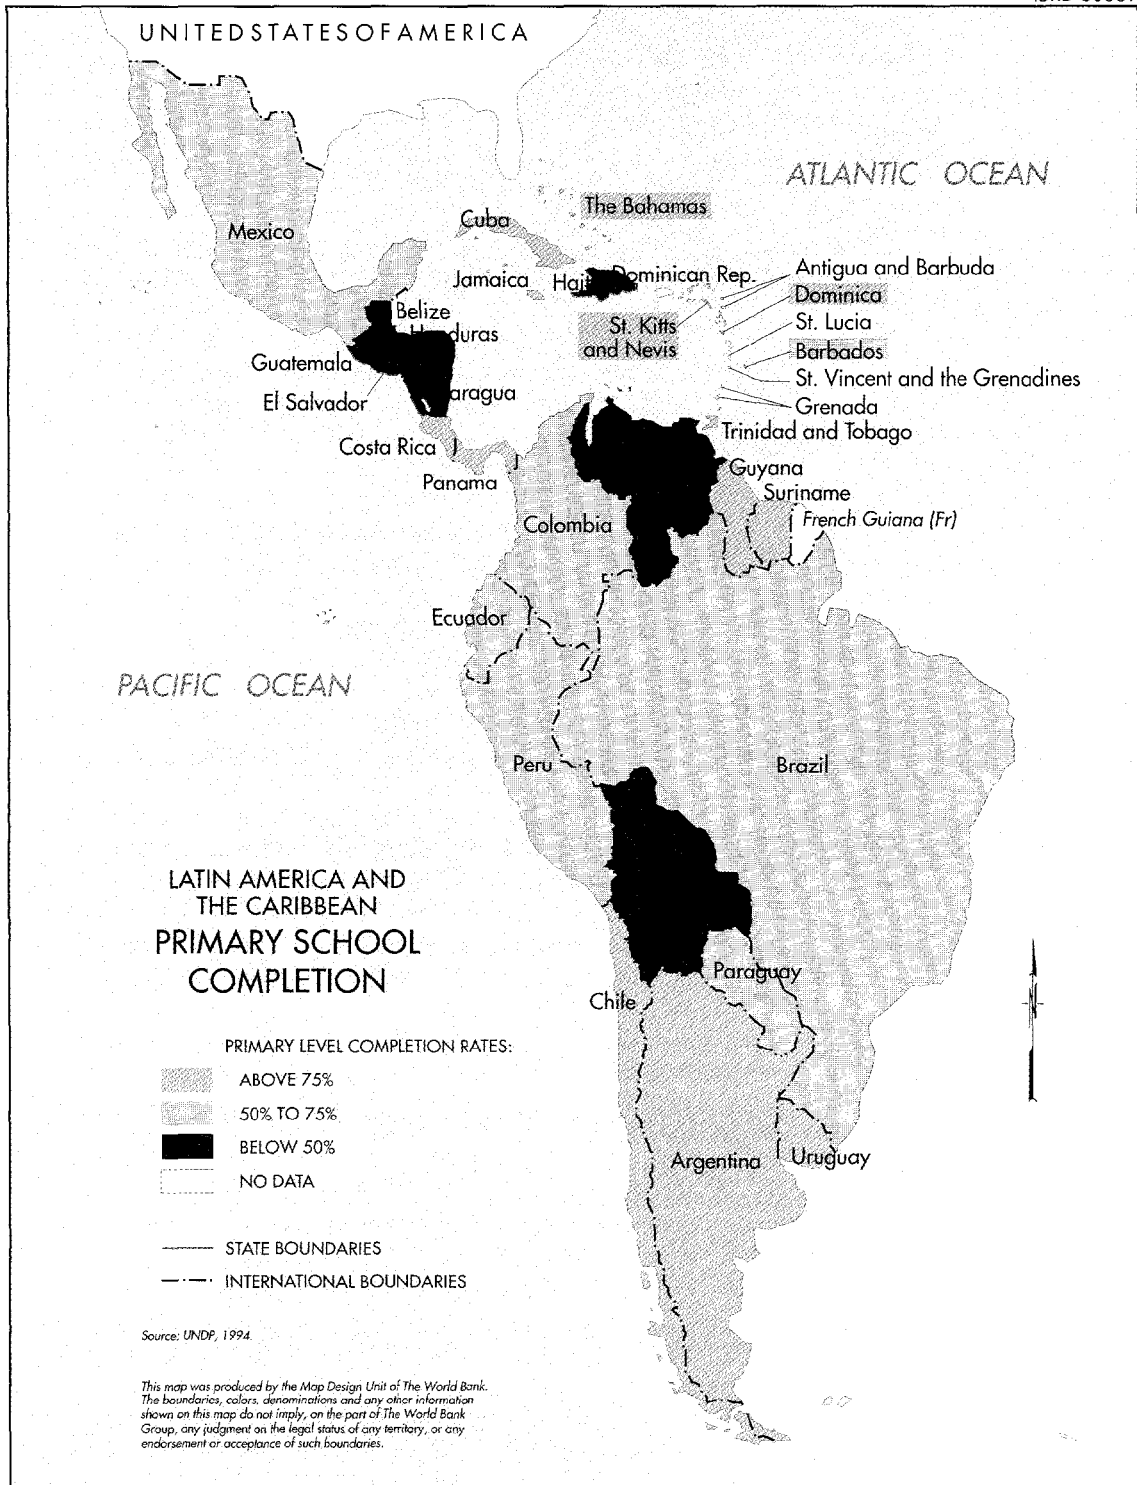 UNITED STATES OF AMERICA
ATLANTIC OCEAN
The Bahamas
Cuba
Mexico
Jamaica
Dominican Rep.
Antigua and Barbuda
Dominica
St. Kitts
and Nevis
St. Lucia
Barbados
St. Vincent and the Grenadines
Grenada
Trinidad and Tobago
Belize
Guatemala
El Salvador
Costa Rica
Panama
Guyana
Suriname
French Guiana (Fr)
Colombia
Ecuador
PACIFIC OCEAN
Peru
Brazil
Paraguay
Chile
Argentina
Uruguay
LATIN AMERICA AND
THE CARIBBEAN
PRIMARY SCHOOL
COMPLETION
PRIMARY LEVEL COMPLETION RATES:
ABOVE 75%
50% TO 75%
BELOW 50%
NO DATA
STATE BOUNDARIES
INTERNATIONAL BOUNDARIES
Source: UNDP, 1994.
This map was produced by the Map Design Unit of The World Bank.
The boundaries, colors, denominations and any other information
shown on this map do not imply, on the part of The World Bank
Group, any judgment on the legal status of any territory, or any
endorsement or acceptance of such boundaries.